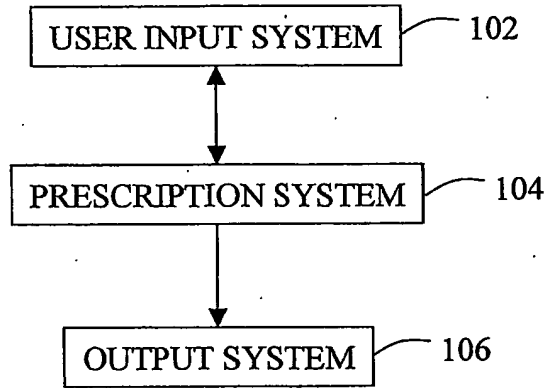 USER INPUT SYSTEM 102
PRESCRIPTION SYSTEM 104
OUTPUT SYSTEM 106